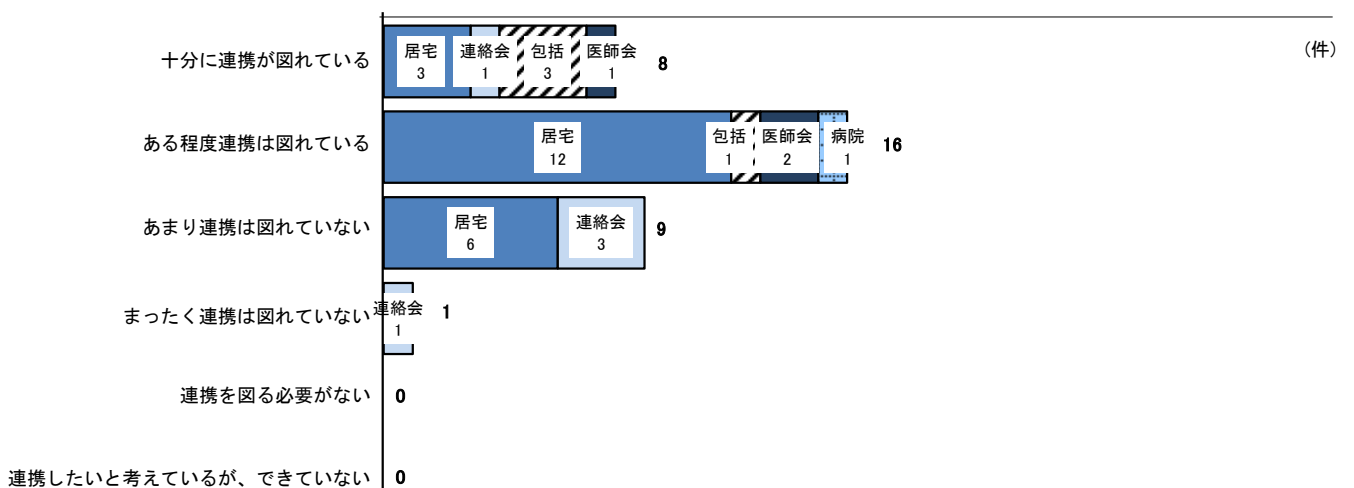 (件)
十分に連携が図れている
居宅 連絡会 包括 医師会
3 1 3 1
8
ある程度連携は図れている
居宅 包括 医師会 病院
12 1 2 1
16
あまり連携は図れていない
居宅 連絡会
6 3
9
まったく連携は図れていない
連絡会
1
1
連携を図る必要がない
0
連携したいと考えているが、できていない
0